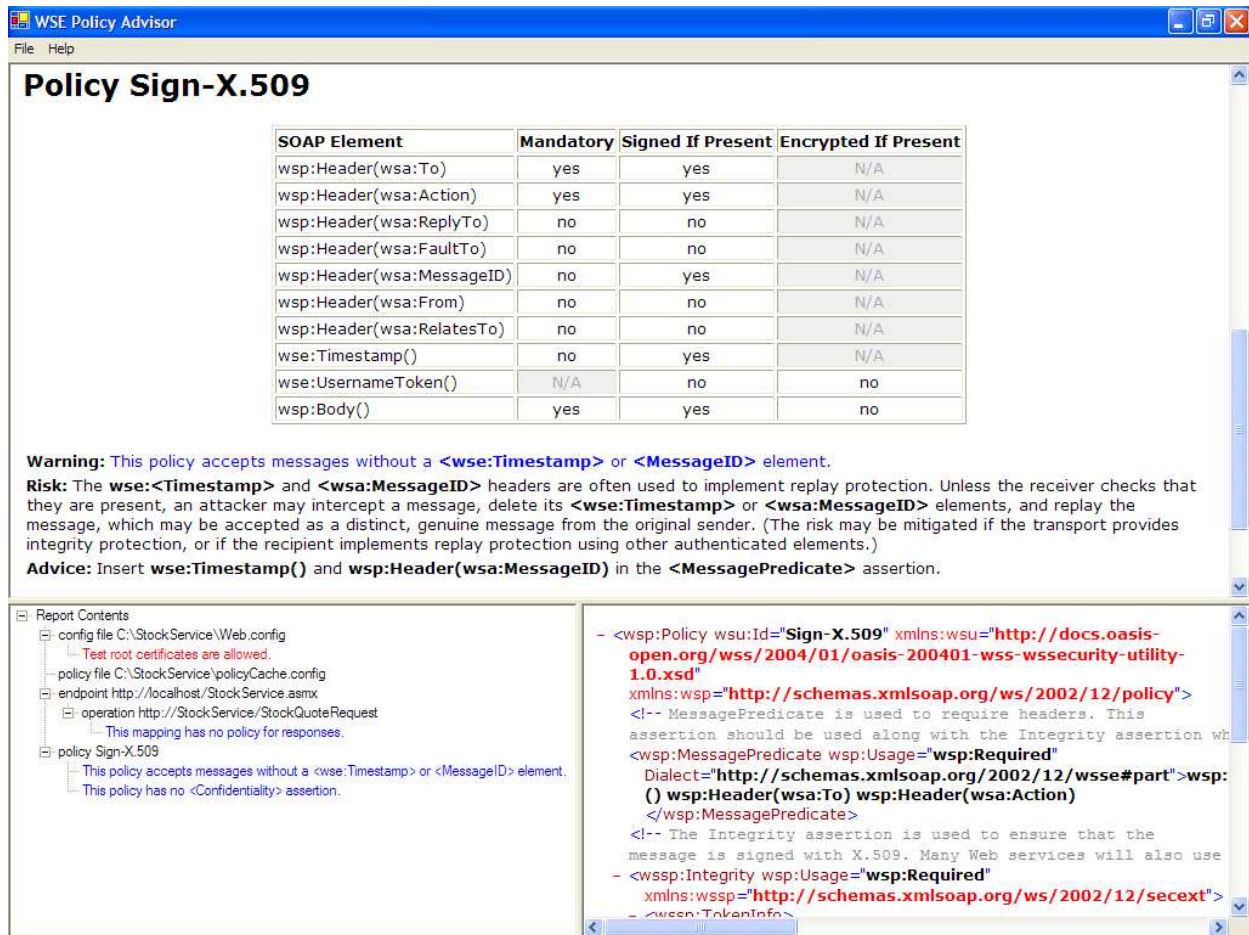 WSE Policy Advisor
File Help
Policy Sign-X.509
SOAP Element Mandatory Signed If Present Encrypted If Present
wsp:Header(wsa:To) yes yes N/A
wsp:Header(wsa:Action) yes yes N/A
wsp:Header(wsa:ReplyTo) no no N/A
wsp:Header(wsa:FaultTo) no no N/A
wsp:Header(wsa:MessageID) no yes N/A
wsp:Header(wsa:From) no no N/A
wsp:Header(wsa:RelatesTo) no no N/A
wse:Timestamp() no yes N/A
wse:UsernameToken() N/A no no
wsp:Body() yes yes no
Warning: This policy accepts messages without a <wse:Timestamp> or <MessageID> element.
Risk: The wse:<Timestamp> and <wsa:MessageID> headers are often used to implement replay protection. Unless the receiver checks that
they are present, an attacker may intercept a message, delete its <wse:Timestamp> or <wsa:MessageID> elements, and replay the
message, which may be accepted as a distinct, genuine message from the original sender. (The risk may be mitigated if the transport provides
integrity protection, or if the recipient implements replay protection using other authenticated elements.)
Advice: Insert wse:Timestamp() and wsp:Header(wsa:MessageID) in the <MessagePredicate> assertion.
Report Contents
config file C:\StockService\Web.config
Test root certificates are allowed.
policy file C:\StockService\policyCache.config
endpoint http://localhost/StockService.asmx
operation http://StockService/StockQuoteRequest
This mapping has no policy for responses.
policy Sign-X.509
This policy accepts messages without a <wse:Timestamp> or <MessageID> element.
This policy has no <Confidentiality> assertion.
- <wsp:Policy wsu:Id="Sign-X.509" xmlns:wsu="http://docs.oasis-
open.org/wss/2004/01/oasis-200401-wss-wssecurity-utility-
1.0.xsd"
xmlns:wsp="http://schemas.xmlsoap.org/ws/2002/12/policy">
<!-- MessagePredicate is used to require headers. This
assertion should be used along with the Integrity assertion wh
<wsp:MessagePredicate wsp:Usage="wsp:Required"
Dialect="http://schemas.xmlsoap.org/2002/12/wsse#part">wsp:
() wsp:Header(wsa:To) wsp:Header(wsa:Action)
</wsp:MessagePredicate>
<!-- The Integrity assertion is used to ensure that the
message is signed with X.509. Many Web services will also use
- <wssp:Integrity wsp:Usage="wsp:Required"
xmlns:wssp="http://schemas.xmlsoap.org/ws/2002/12/secext">
- <wssp:TokenInfo>